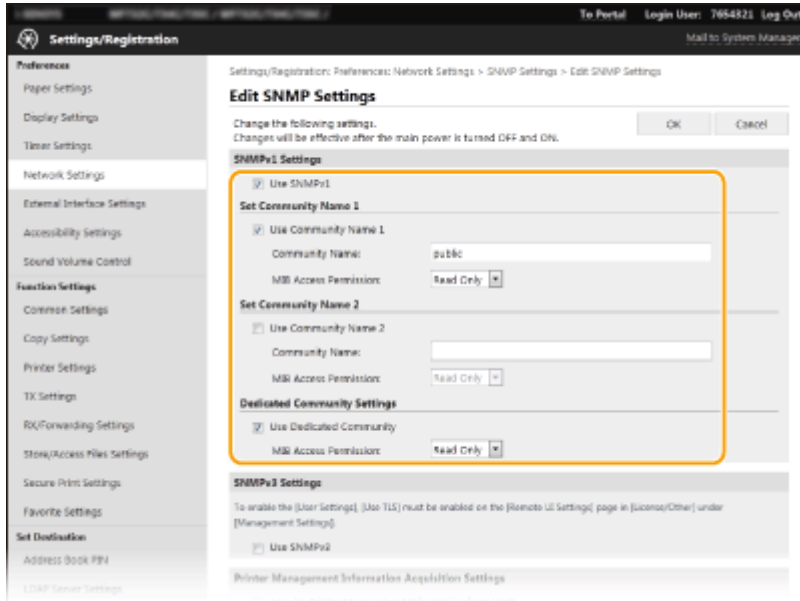 To Portal Login User: 7654321 Log Out
Settings/Registration
Mail to System Manager
Preferences
Paper Settings
Display Settings
Timer Settings
Network Settings
External Interface Settings
Accessibility Settings
Sound Volume Control
Function Settings
Common Settings
Copy Settings
Printer Settings
TX Settings
RX/Forwarding Settings
Store/Access Files Settings
Secure Print Settings
Favorite Settings
Set Destination
Address Book PIN
LDAP Server Settings
Settings/Registration: Preferences: Network Settings > SNMP Settings > Edit SNMP Settings
Edit SNMP Settings
Change the following settings.
Changes will be effective after the main power is turned OFF and ON.
OK Cancel
SNMPv1 Settings
Use SNMPv1
Set Community Name 1
Use Community Name 1
Community Name: public
MIB Access Permission: Read Only
Set Community Name 2
Use Community Name 2
Community Name:
MIB Access Permission: Read Only
Dedicated Community Settings
Use Dedicated Community
MIB Access Permission: Read Only
SNMPv3 Settings
To enable the [User Settings], [Use TLS] must be enabled on the [Remote UI Settings] page in [License/Other] under
[Management Settings].
Use SNMPv3
Printer Management Information Acquisition Settings